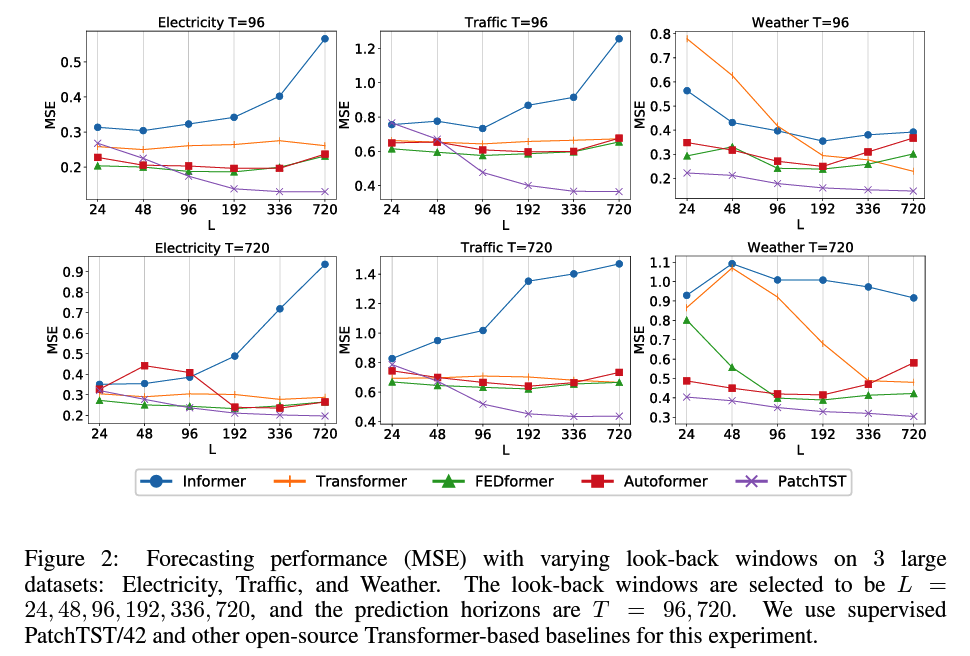 Electricity T=96
0.5
0.4
0.3
0.2
MSE
24 48 96 192 336 720
L
Traffic T=96
1.2
1.0
0.8
0.6
0.4
MSE
24 48 96 192 336 720
L
Weather T=96
0.8
0.7
0.6
0.5
0.4
0.3
0.2
MSE
24 48 96 192 336 720
L
Electricity T=720
0.9
0.8
0.7
0.6
0.5
0.4
0.3
0.2
MSE
24 48 96 192 336 720
L
Traffic T=720
1.4
1.2
1.0
0.8
0.6
0.4
MSE
24 48 96 192 336 720
L
Weather T=720
1.1
1.0
0.9
0.8
0.7
0.6
0.5
0.4
0.3
MSE
24 48 96 192 336 720
L
Informer Transformer FEDformer Autoformer PatchTST
Figure 2: Forecasting performance (MSE) with varying look-back windows on 3 large
datasets: Electricity, Traffic, and Weather. The look-back windows are selected to be L =
24, 48, 96, 192, 336, 720, and the prediction horizons are T = 96, 720. We use supervised
PatchTST/42 and other open-source Transformer-based baselines for this experiment.